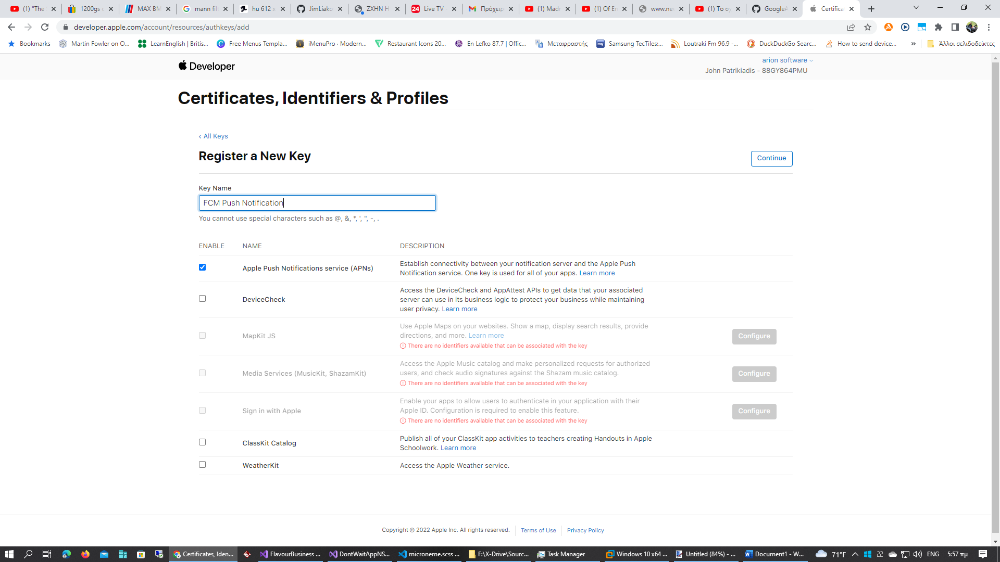 (1) "The
1200gs c
MAX BM
mann filt
hu 612 x
JimLiako
ZXHN H
Live TV -
Πρόχειρ
(1) Madr
(1) Of En
www.ne
(1) Το σχ
GoogleA
Certifica
developer.apple.com/account/resources/authkeys/add
Bookmarks
Martin Fowler on O...
LearnEnglish | Britis...
Free Menus Templa...
iMenuPro · Modern...
Restaurant Icons 20...
En Lefko 87.7 | Offic...
Μεταφραστής
Samsung TecTiles:...
Loutraki Fm 96.9 -...
DuckDuckGo Searc...
How to send device...
»
Άλλοι σελιδοδείκτες
Developer
arion software
John Patrikiadis - 88GY864PMU
Certificates, Identifiers & Profiles
‹ All Keys
Register a New Key
Continue
Key Name
FCM Push Notification
You cannot use special characters such as @, &, *, ', ", -, .
ENABLE NAME DESCRIPTION
Apple Push Notifications service (APNs)
Establish connectivity between your notification server and the Apple Push
Notification service. One key is used for all of your apps. Learn more
DeviceCheck
Access the DeviceCheck and AppAttest APIs to get data that your associated
server can use in its business logic to protect your business while maintaining
user privacy. Learn more
MapKit JS
Use Apple Maps on your websites. Show a map, display search results, provide
directions, and more. Learn more
There are no identifiers available that can be associated with the key
Configure
Media Services (MusicKit, ShazamKit)
Access the Apple Music catalog and make personalized requests for authorized
users, and check audio signatures against the Shazam music catalog.
There are no identifiers available that can be associated with the key
Configure
Sign in with Apple
Enable your apps to allow users to authenticate in your application with their
Apple ID. Configuration is required to enable this feature.
There are no identifiers available that can be associated with the key
Configure
ClassKit Catalog
Publish all of your ClassKit app activities to teachers creating Handouts in Apple
Schoolwork. Learn more
WeatherKit
Access the Apple Weather service.
Copyright © 2022 Apple Inc. All rights reserved.
Terms of Use
Privacy Policy
Certificates, Iden...
FlavourBusiness ...
DontWaitAppNS...
microneme.scss ...
F:\X-Drive\Sourc...
Task Manager
Windows 10 x64 ...
Untitled (84%) - ...
Document1 - W...
71°F
22
ENG
5:57 πμ